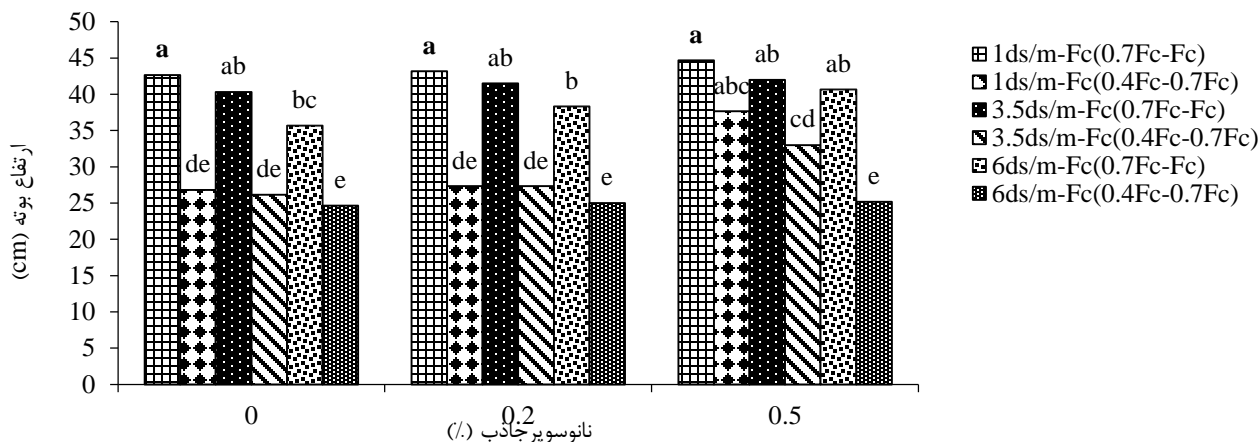 50
45
40
35
30
25
20
15
10
5
0
ارتفاع بوته (cm)
a de ab de bc e
a de ab de b e
a abc ab cd ab e
0 0.2 0.5
نانوسوپرجاذب (٪)
1ds/m-Fc(0.7Fc-Fc)
1ds/m-Fc(0.4Fc-0.7Fc)
3.5ds/m-Fc(0.7Fc-Fc)
3.5ds/m-Fc(0.4Fc-0.7Fc)
6ds/m-Fc(0.7Fc-Fc)
6ds/m-Fc(0.4Fc-0.7Fc)